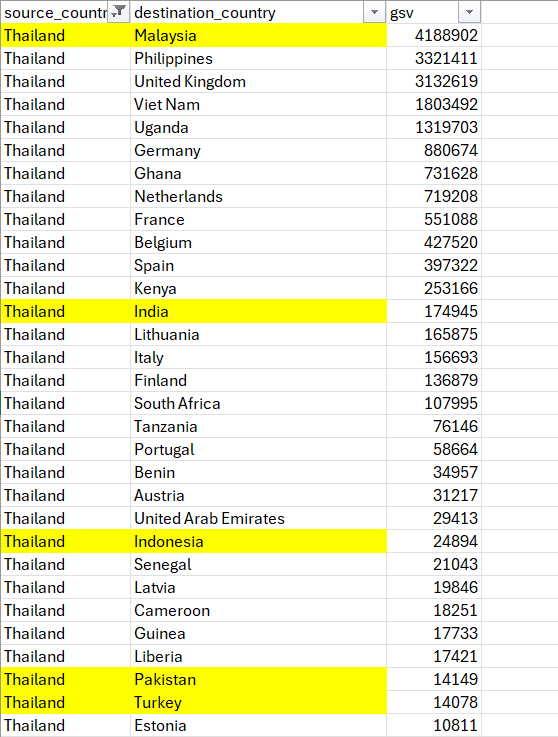 source_countr destination_country gsv
Thailand Malaysia 4188902
Thailand Philippines 3321411
Thailand United Kingdom 3132619
Thailand Viet Nam 1803492
Thailand Uganda 1319703
Thailand Germany 880674
Thailand Ghana 731628
Thailand Netherlands 719208
Thailand France 551088
Thailand Belgium 427520
Thailand Spain 397322
Thailand Kenya 253166
Thailand India 174945
Thailand Lithuania 165875
Thailand Italy 156693
Thailand Finland 136879
Thailand South Africa 107995
Thailand Tanzania 76146
Thailand Portugal 58664
Thailand Benin 34957
Thailand Austria 31217
Thailand United Arab Emirates 29413
Thailand Indonesia 24894
Thailand Senegal 21043
Thailand Latvia 19846
Thailand Cameroon 18251
Thailand Guinea 17733
Thailand Liberia 17421
Thailand Pakistan 14149
Thailand Turkey 14078
Thailand Estonia 10811